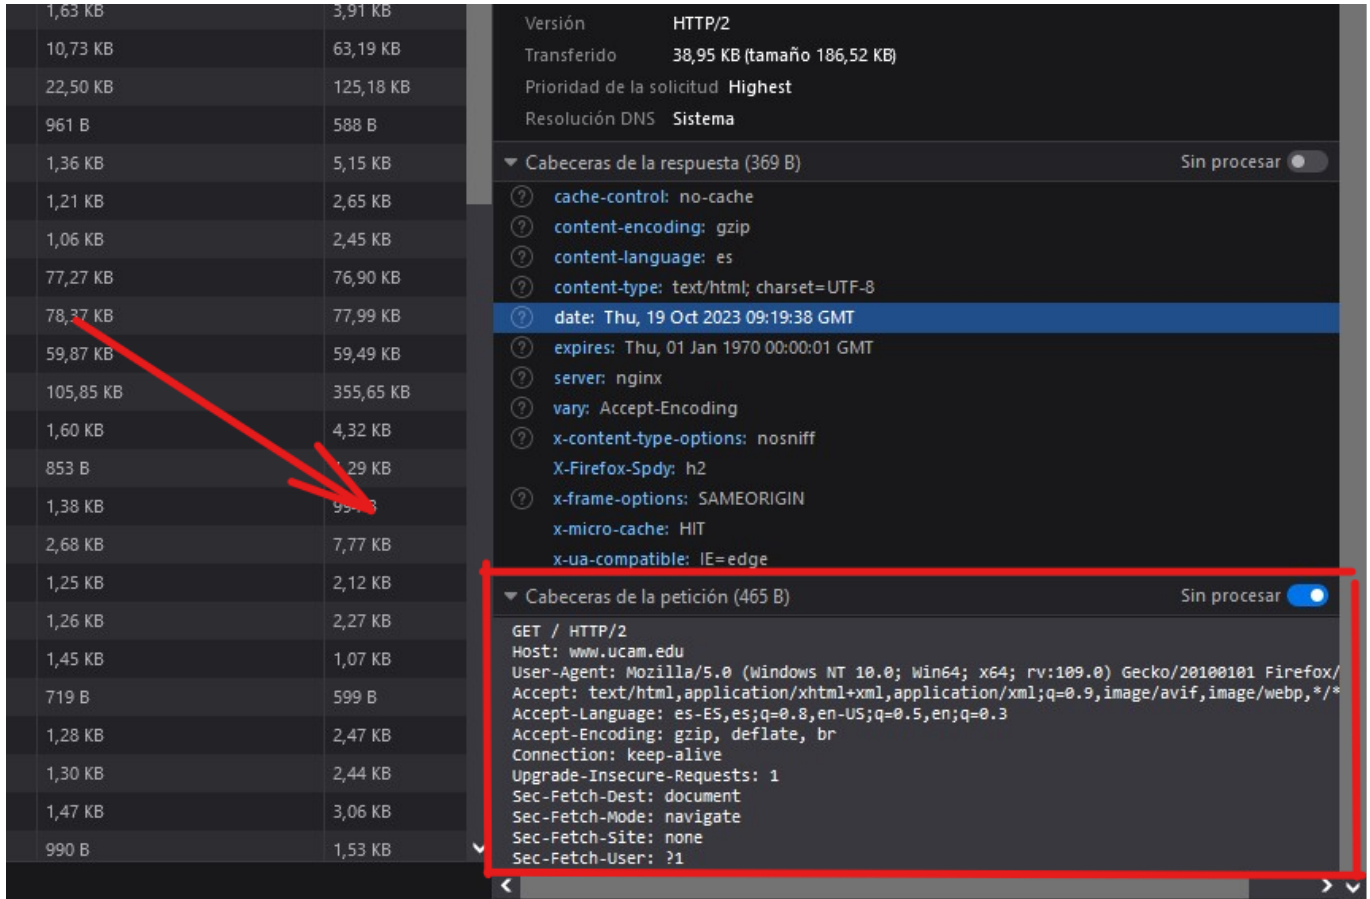 1,63 KB 3,91 KB
10,73 KB 63,19 KB
22,50 KB 125,18 KB
961 B 588 B
1,36 KB 5,15 KB
1,21 KB 2,65 KB
1,06 KB 2,45 KB
77,27 KB 76,90 KB
78,37 KB 77,99 KB
59,87 KB 59,49 KB
105,85 KB 355,65 KB
1,60 KB 4,32 KB
853 B KB
1,38 KB
2,68 KB 7,77 KB
1,25 KB 2,12 KB
1,26 KB 2,27 KB
1,45 KB 1,07 KB
719 B 599 B
1,28 KB 2,47 KB
1,30 KB 2,44 KB
1,47 KB 3,06 KB
990 B 1,53 KB
Versión HTTP/2
Transferido 38,95 KB (tamaño 186,52 KB)
Prioridad de la solicitud Highest
Resolución DNS Sistema
Cabeceras de la respuesta (369 B) Sin procesar
cache-control: no-cache
content-encoding: gzip
content-language: es
content-type: text/html; charset=UTF-8
date: Thu, 19 Oct 2023 09:19:38 GMT
expires: Thu, 01 Jan 1970 00:00:01 GMT
server: nginx
vary: Accept-Encoding
x-content-type-options: nosniff
X-Firefox-Spdy: h2
x-frame-options: SAMEORIGIN
x-micro-cache: HIT
x-ua-compatible: IE=edge
Cabeceras de la petición (465 B) Sin procesar
GET / HTTP/2
Host: www.ucam.edu
User-Agent: Mozilla/5.0 (Windows NT 10.0; Win64; x64; rv:109.0) Gecko/20100101 Firefox/
Accept: text/html,application/xhtml+xml,application/xml;q=0.9,image/avif,image/webp,*/*
Accept-Language: es-ES,es;q=0.8,en-US;q=0.5,en;q=0.3
Accept-Encoding: gzip, deflate, br
Connection: keep-alive
Upgrade-Insecure-Requests: 1
Sec-Fetch-Dest: document
Sec-Fetch-Mode: navigate
Sec-Fetch-Site: none
Sec-Fetch-User: ?1